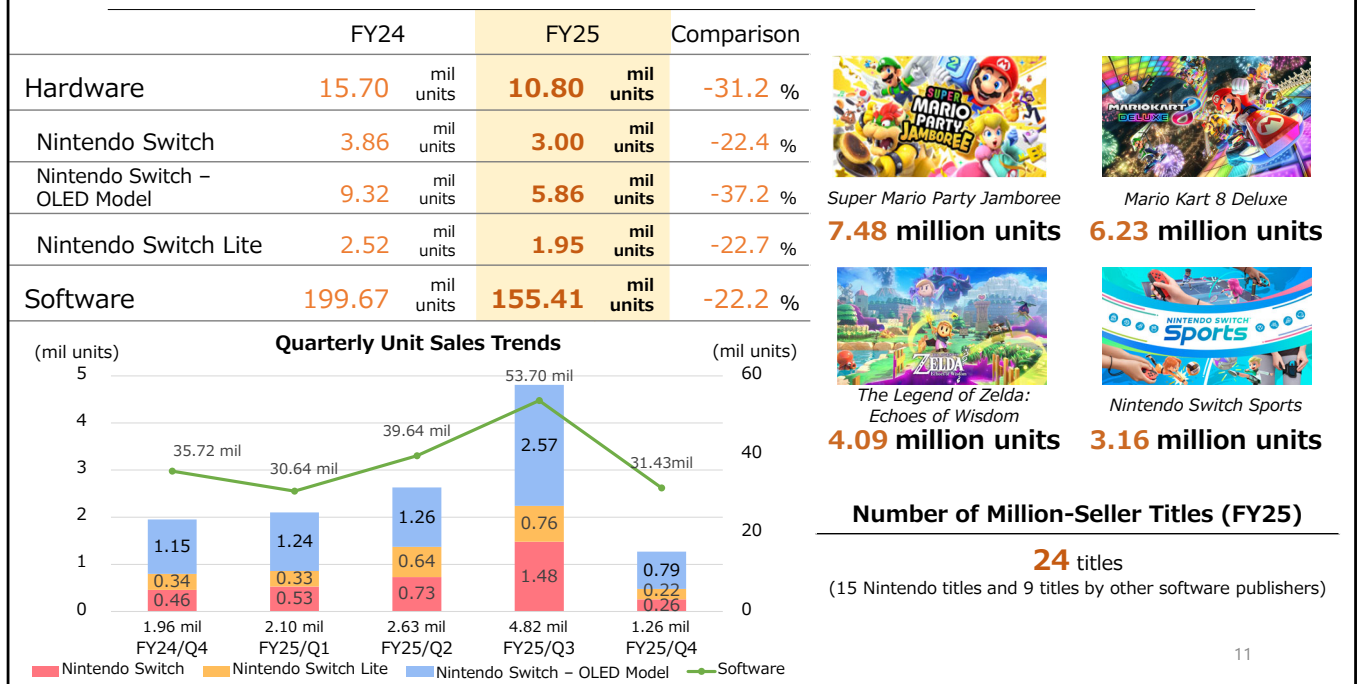 FY24 FY25 Comparison
Hardware 15.70 mil units 10.80 mil units -31.2 %
Nintendo Switch 3.86 mil units 3.00 mil units -22.4 %
Nintendo Switch –
OLED Model 9.32 mil units 5.86 mil units -37.2 %
Nintendo Switch Lite 2.52 mil units 1.95 mil units -22.7 %
Software 199.67 mil units 155.41 mil units -22.2 %
Quarterly Unit Sales Trends
(mil units) (mil units)
5 60
4
3 40
2 20
1
0 0
35.72 mil 30.64 mil 39.64 mil 53.70 mil 31.43mil
1.15 1.24 1.26 2.57 0.79
0.34 0.33 0.64 0.76 0.22
0.46 0.53 0.73 1.48 0.26
1.96 mil 2.10 mil 2.63 mil 4.82 mil 1.26 mil
FY24/Q4 FY25/Q1 FY25/Q2 FY25/Q3 FY25/Q4
Nintendo Switch Nintendo Switch Lite Nintendo Switch – OLED Model Software
SUPER
MARIO
PARTY
JAMBOREE
Super Mario Party Jamboree
7.48 million units
MARIOKART 8
DELUXE
Mario Kart 8 Deluxe
6.23 million units
ZELDA
The Legend of Zelda:
Echoes of Wisdom
4.09 million units
NINTENDO SWITCH
Sports
Nintendo Switch Sports
3.16 million units
Number of Million-Seller Titles (FY25)
24 titles
(15 Nintendo titles and 9 titles by other software publishers)
11